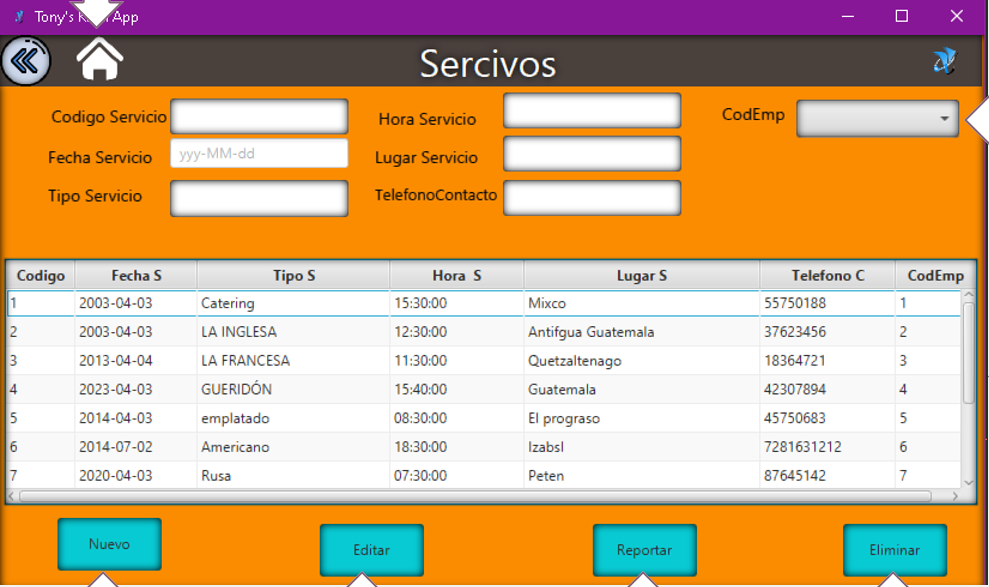 Tony's App
Sercivos
Codigo Servicio
Hora Servicio
CodEmp
Fecha Servicio
yyy-MM-dd
Lugar Servicio
Tipo Servicio
TelefonoContacto
Codigo Fecha S Tipo S Hora S Lugar S Telefono C CodEmp
1 2003-04-03 Catering 15:30:00 Mixco 55750188 1
2 2003-04-03 LA INGLESA 12:30:00 Antifgua Guatemala 37623456 2
3 2013-04-04 LA FRANCESA 11:30:00 Quetzaltenago 18364721 3
4 2023-04-03 GUERIDÓN 15:40:00 Guatemala 42307894 4
5 2014-04-03 emplatado 08:30:00 El prograso 45750683 5
6 2014-07-02 Americano 18:30:00 Izabsl 7281631212 6
7 2020-04-03 Rusa 07:30:00 Peten 87645142 7
Nuevo Editar Reportar Eliminar